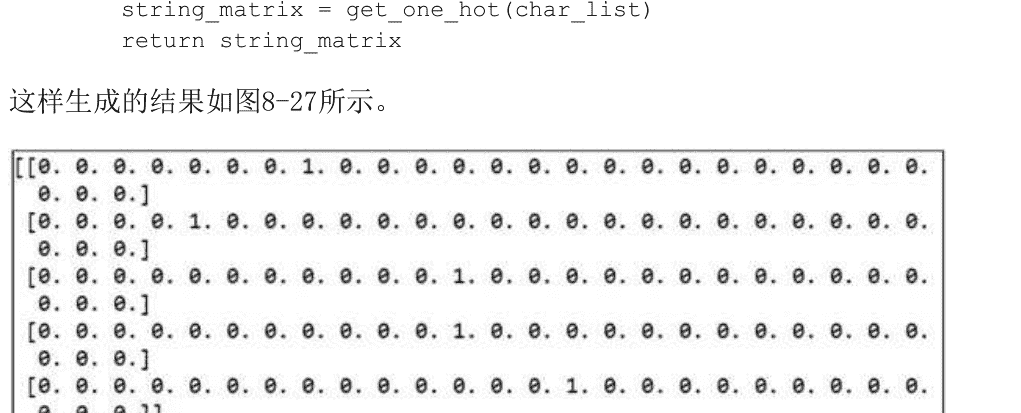 string_matrix = get_one_hot(char_list)
return string_matrix
这样生成的结果如图8-27所示。
[[0. 0. 0. 0. 0. 0. 0. 1. 0. 0. 0. 0. 0. 0. 0. 0. 0. 0. 0. 0. 0. 0. 0. 0.
0. 0. 0.]
[0. 0. 0. 0. 1. 0. 0. 0. 0. 0. 0. 0. 0. 0. 0. 0. 0. 0. 0. 0. 0. 0. 0. 0.
0. 0. 0.]
[0. 0. 0. 0. 0. 0. 0. 0. 0. 0. 0. 1. 0. 0. 0. 0. 0. 0. 0. 0. 0. 0. 0. 0.
0. 0. 0.]
[0. 0. 0. 0. 0. 0. 0. 0. 0. 0. 0. 1. 0. 0. 0. 0. 0. 0. 0. 0. 0. 0. 0. 0.
0. 0. 0.]
[0. 0. 0. 0. 0. 0. 0. 0. 0. 0. 0. 0. 0. 0. 1. 0. 0. 0. 0. 0. 0. 0. 0. 0.